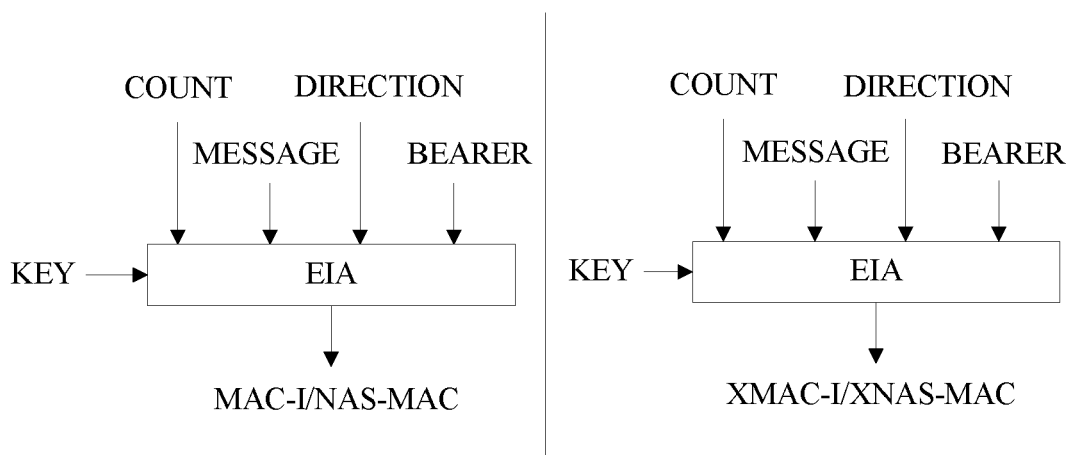 COUNT DIRECTION
MESSAGE BEARER
KEY EIA
MAC-I/NAS-MAC
COUNT DIRECTION
MESSAGE BEARER
KEY EIA
XMAC-I/XNAS-MAC